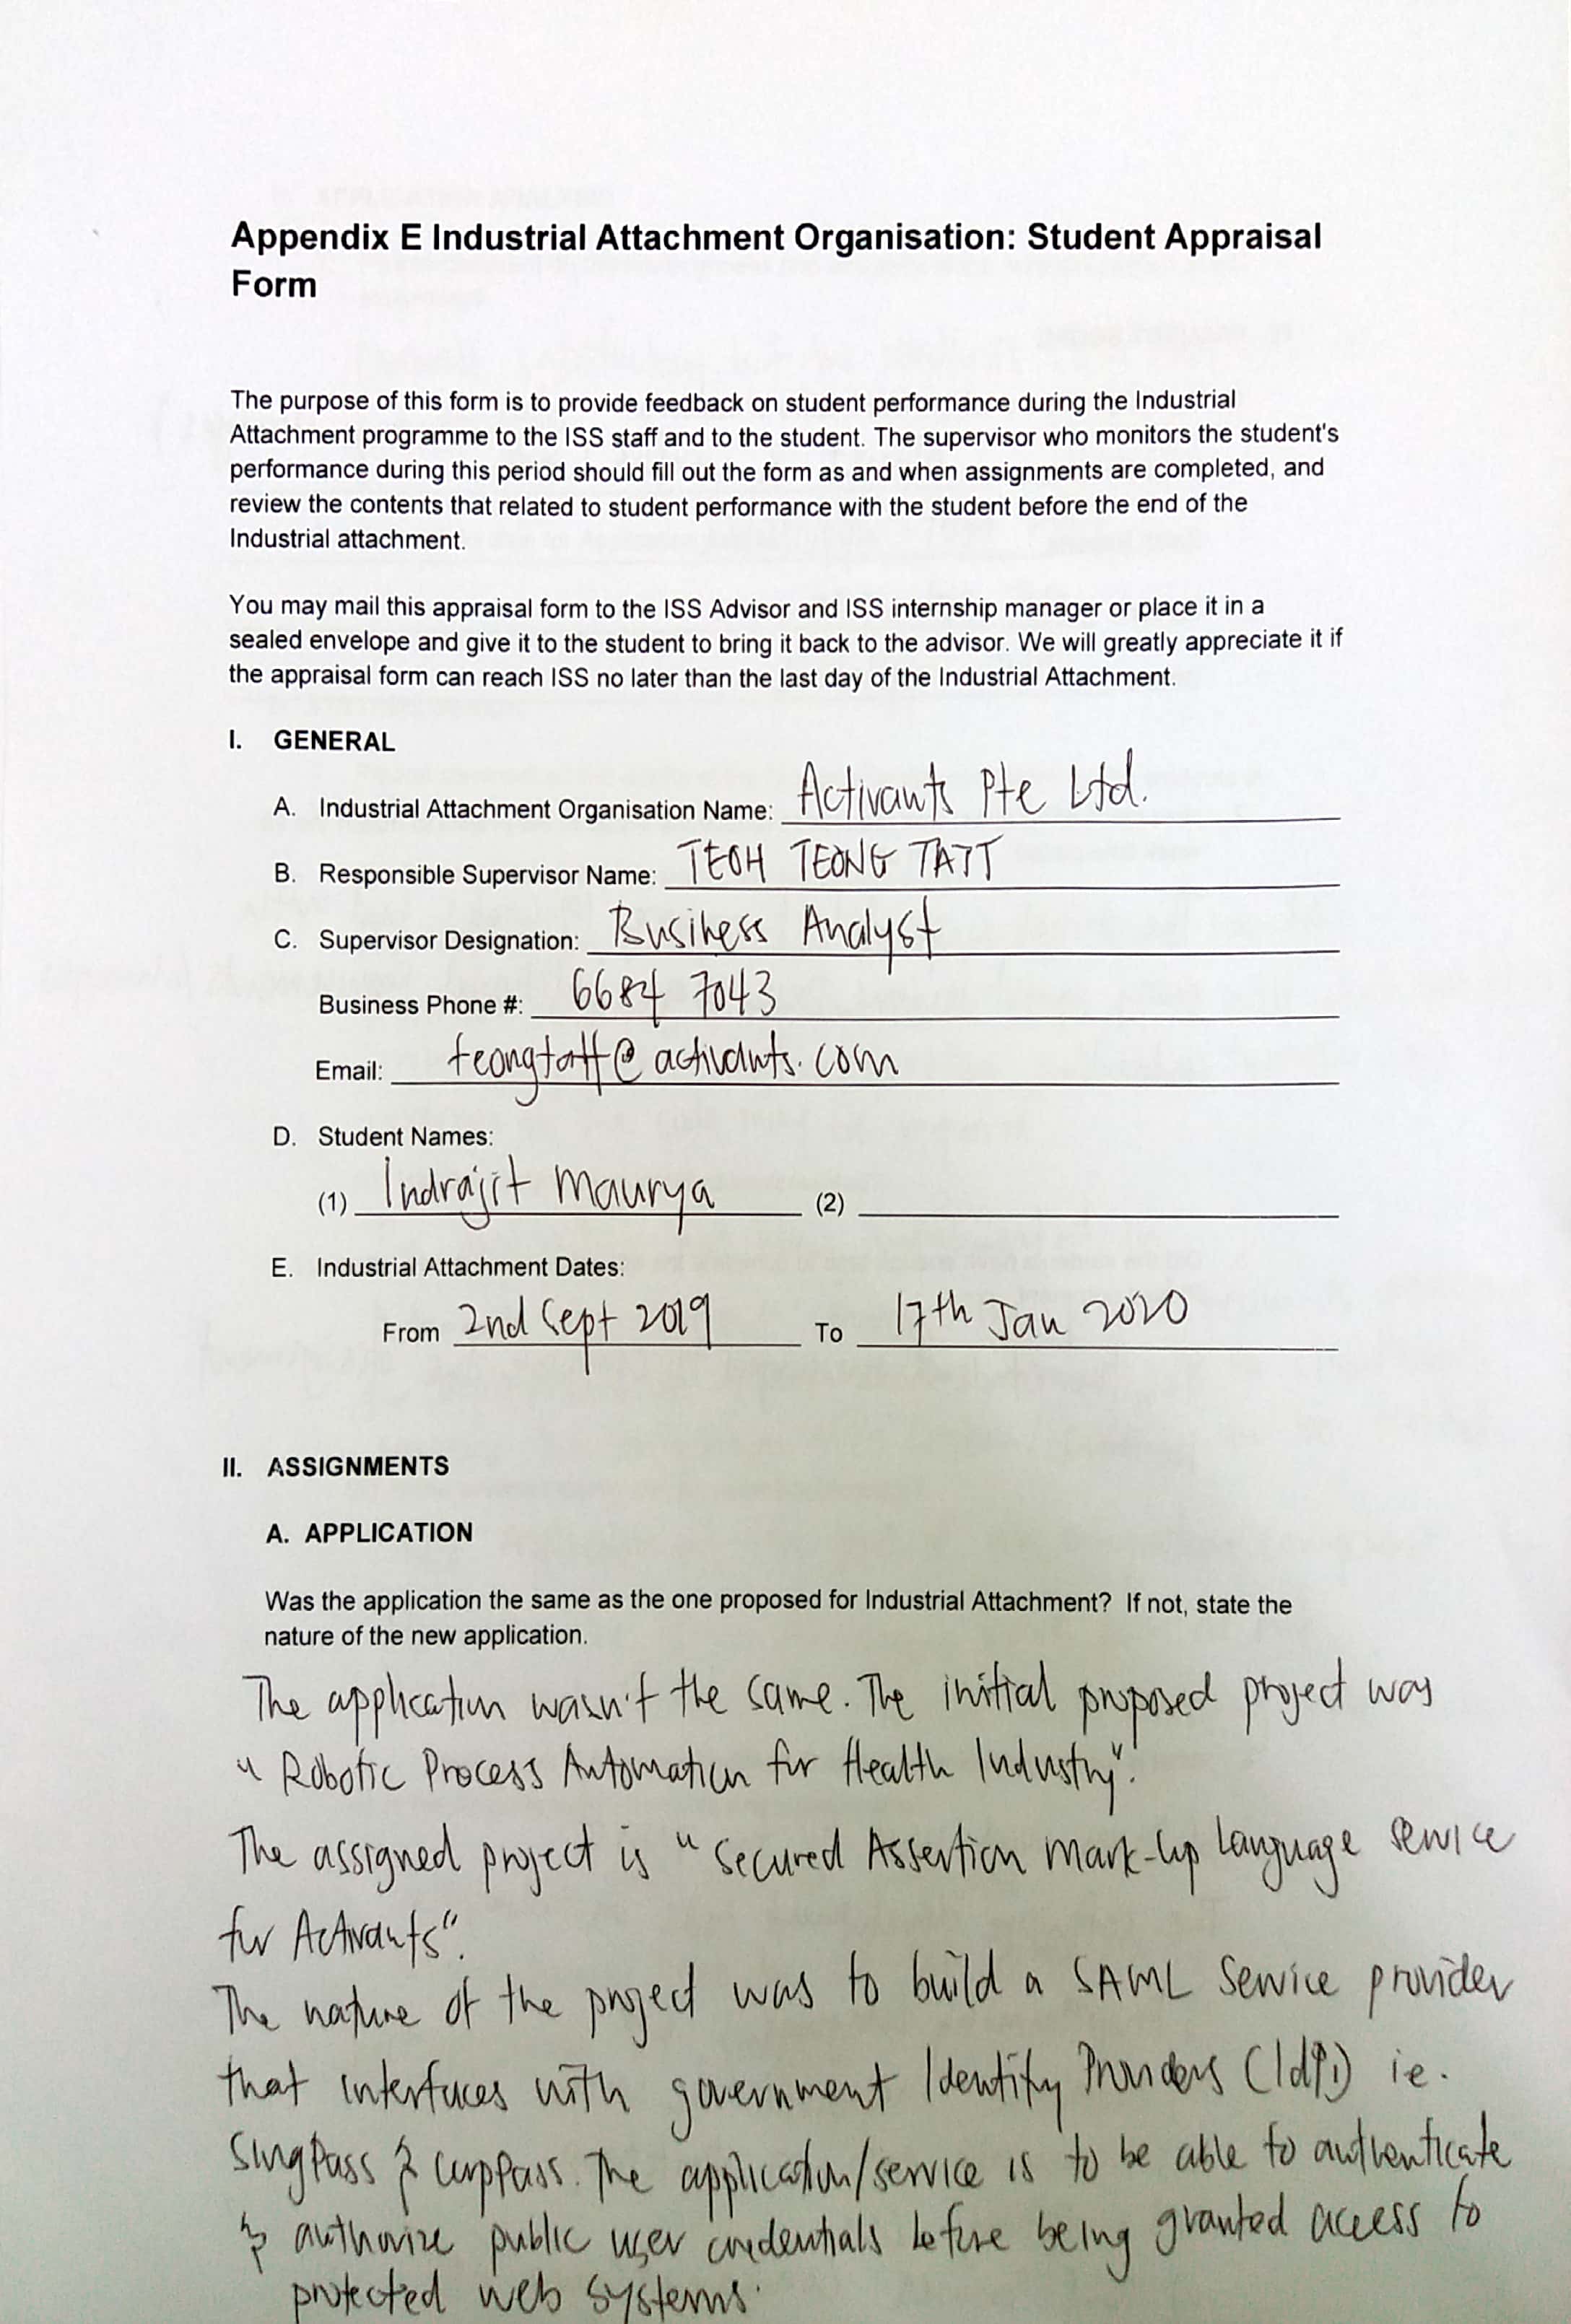 Appendix E Industrial Attachment Organisation: Student Appraisal
Form
The purpose of this form is to provide feedback on student performance during the Industrial
Attachment programme to the ISS staff and to the student. The supervisor who monitors the student's
performance during this period should fill out the form as and when assignments are completed, and
review the contents that related to student performance with the student before the end of the
Industrial attachment.
You may mail this appraisal form to the ISS Advisor and ISS internship manager or place it in a
sealed envelope and give it to the student to bring it back to the advisor. We will greatly appreciate it if
the appraisal form can reach ISS no later than the last day of the Industrial Attachment.
I. GENERAL
A. Industrial Attachment Organisation Name: Activants Pte Ltd.
B. Responsible Supervisor Name: TEOH TEONG TATT
C. Supervisor Designation: Business Analyst
Business Phone #: 6684 7043
Email: teongtatt@activants.com
D. Student Names:
(1) Indrajit Maurya (2)
E. Industrial Attachment Dates:
From 2nd Sept 2019 To 17th Jan 2020
II. ASSIGNMENTS
A. APPLICATION
Was the application the same as the one proposed for Industrial Attachment? If not, state the
nature of the new application.
The application wasn't the same. The initial proposed project was
"Robotic Process Automation for Health Industry".
The assigned project is "Secured Assertion Mark-Up Language service
for Activants".
The nature of the project was to build a SAML Service provider
that interfaces with government Identity Providers (IdPs) ie.
SingPass & CorpPass. The application/service is to be able to authenticate
& authorize public user credentials before being granted access to
protected web systems.